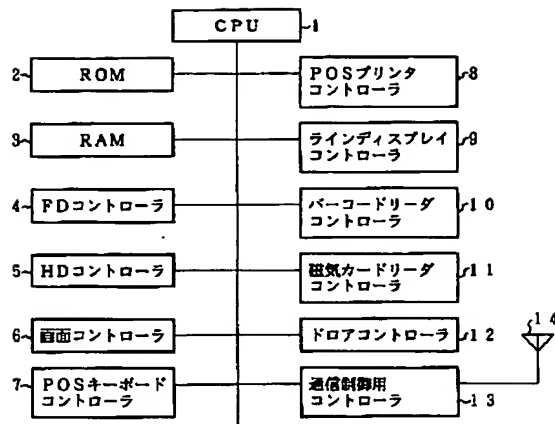 CPU 1
2 ROM
POSプリンタ
コントローラ 8
3 RAM
ラインディスプレイ
コントローラ 9
4 FDコントローラ
バーコードリーダ
コントローラ 10
5 HDコントローラ
磁気カードリーダ
コントローラ 11
6 画面コントローラ
ドロアコントローラ 12
14
7 POSキーボード
コントローラ
通信制御用
コントローラ 13